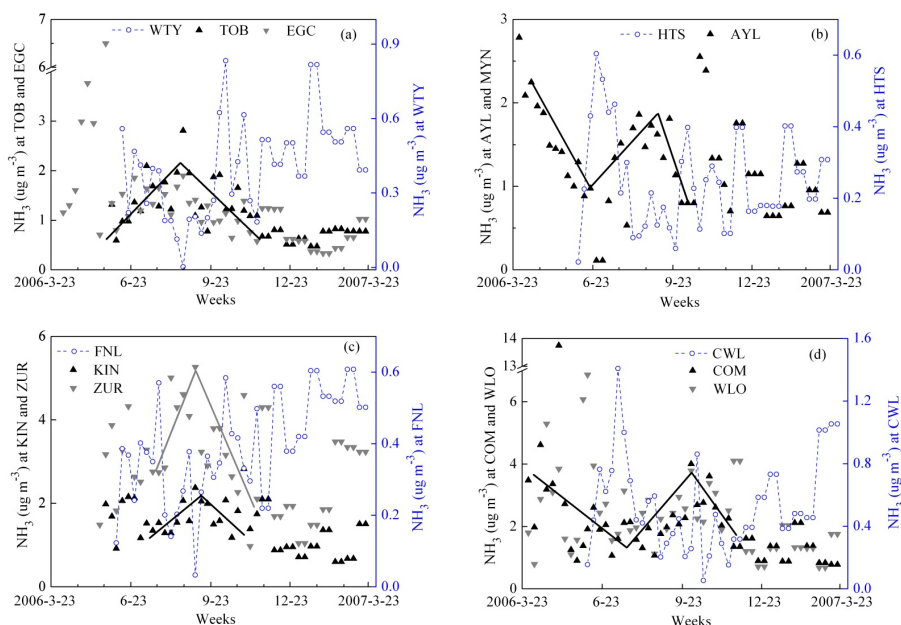 WTY TOB EGC (a)
NH3 (ug m-3) at TOB and EGC
7
6
3
2
1
0
0.9
0.6
0.3
0.0
NH3 (ug m-3) at WTY
2006-3-23 6-23 9-23 12-23 2007-3-23
Weeks
(b) HTS AYL
NH3 (ug m-3) at AYL and MYN
3
2
1
0
0.6
0.4
0.2
0.0
NH3 (ug m-3) at HTS
2006-3-23 6-23 9-23 12-23 2007-3-23
Weeks
(c)
FNL
KIN
ZUR
NH3 (ug m-3) at KIN and ZUR
6
4
2
0
0.6
0.4
0.2
0.0
NH3 (ug m-3) at FNL
2006-3-23 6-23 9-23 12-23 2007-3-23
Weeks
(d)
CWL
COM
WLO
NH3 (ug m-3) at COM and WLO
14
13
6
4
2
0
1.6
1.2
0.8
0.4
0.0
NH3 (ug m-3) at CWL
2006-3-23 6-23 9-23 12-23 2007-3-23
Weeks